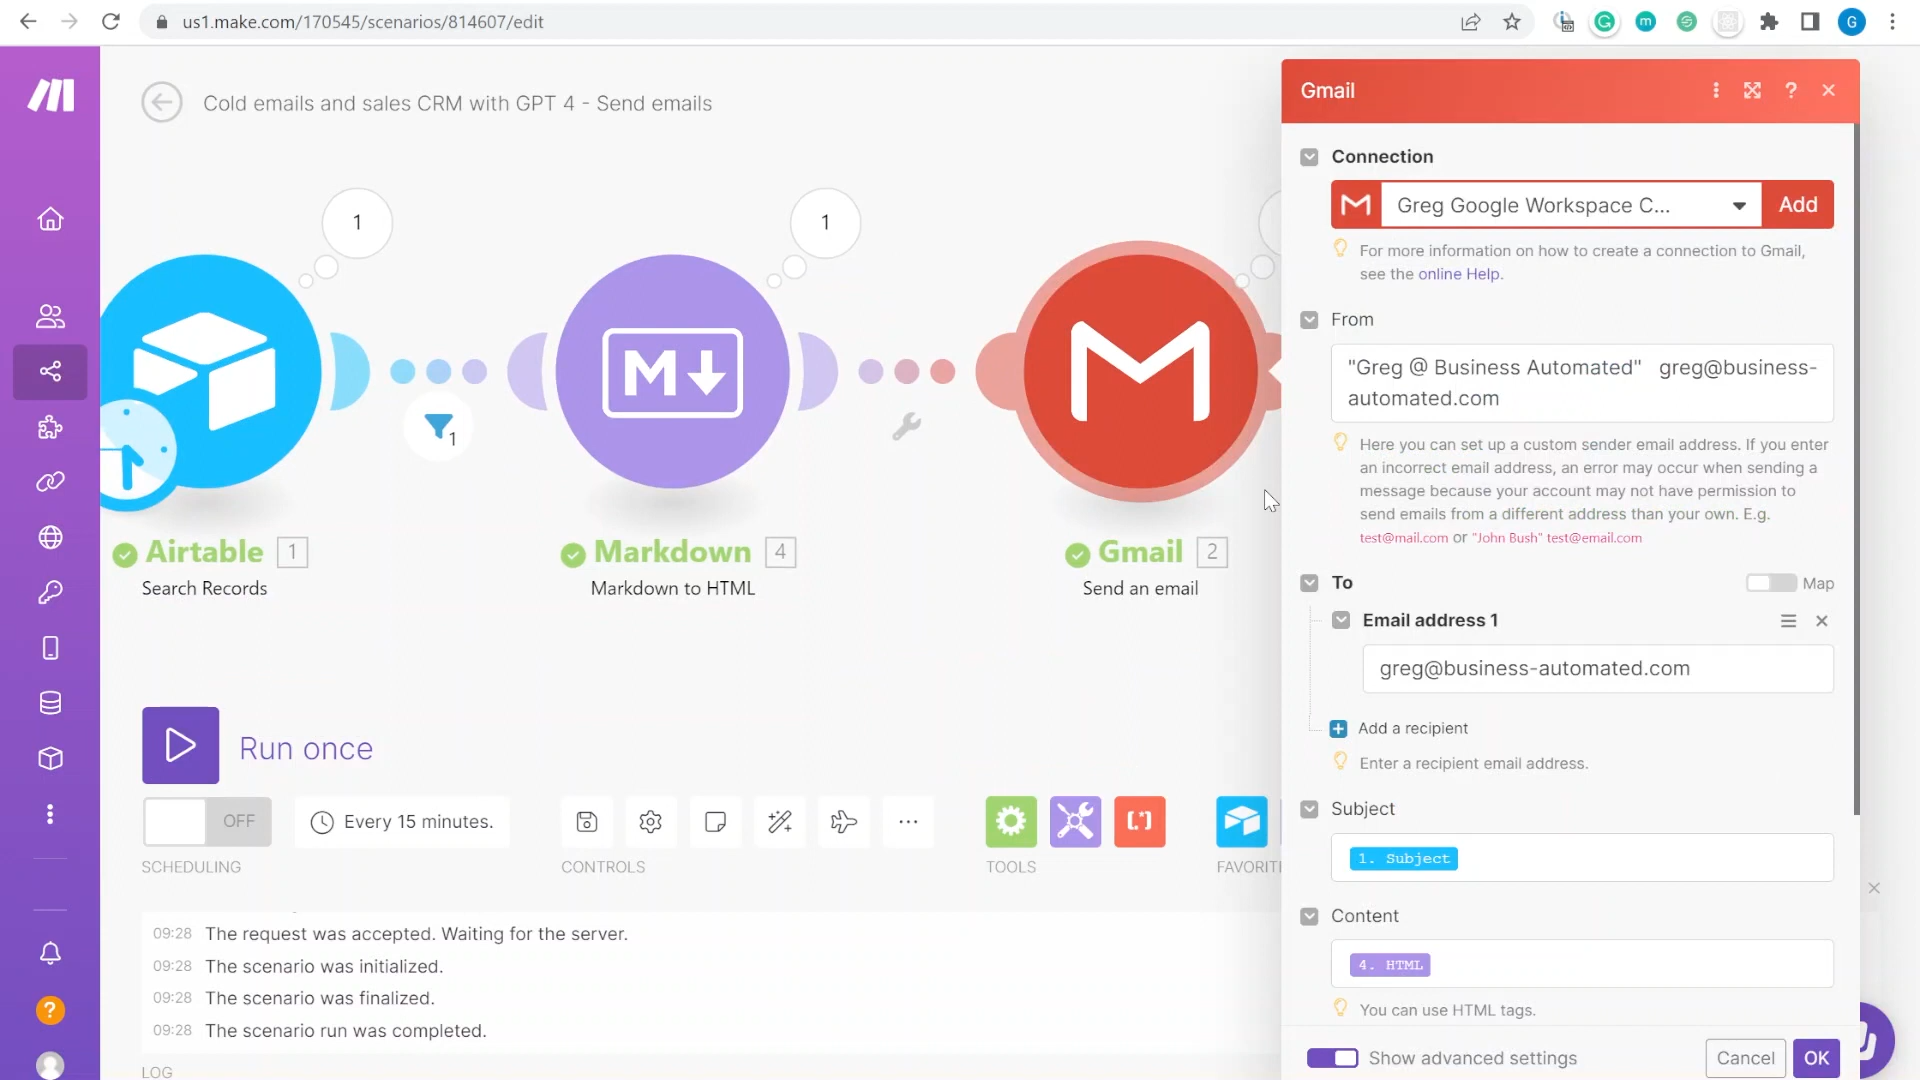 us1.make.com/170545/scenarios/814607/edit
G
Cold emails and sales CRM with GPT 4 - Send emails
1
1
1
M
Airtable 1
Search Records
Markdown 4
Markdown to HTML
Gmail 2
Send an email
Run once
OFF
Every 15 minutes.
SCHEDULING
CONTROLS
TOOLS
FAVORIT
09:28 The request was accepted. Waiting for the server.
09:28 The scenario was initialized.
09:28 The scenario was finalized.
09:28 The scenario run was completed.
LOG
Gmail
Connection
Greg Google Workspace C...
Add
For more information on how to create a connection to Gmail,
see the online Help.
From
"Greg @ Business Automated" greg@business-
automated.com
Here you can set up a custom sender email address. If you enter
an incorrect email address, an error may occur when sending a
message because your account may not have permission to
send emails from a different address than your own. E.g.
test@mail.com or "John Bush" test@email.com
To
Map
Email address 1
greg@business-automated.com
Add a recipient
Enter a recipient email address.
Subject
1. Subject
Content
4. HTML
You can use HTML tags.
Show advanced settings
Cancel
OK